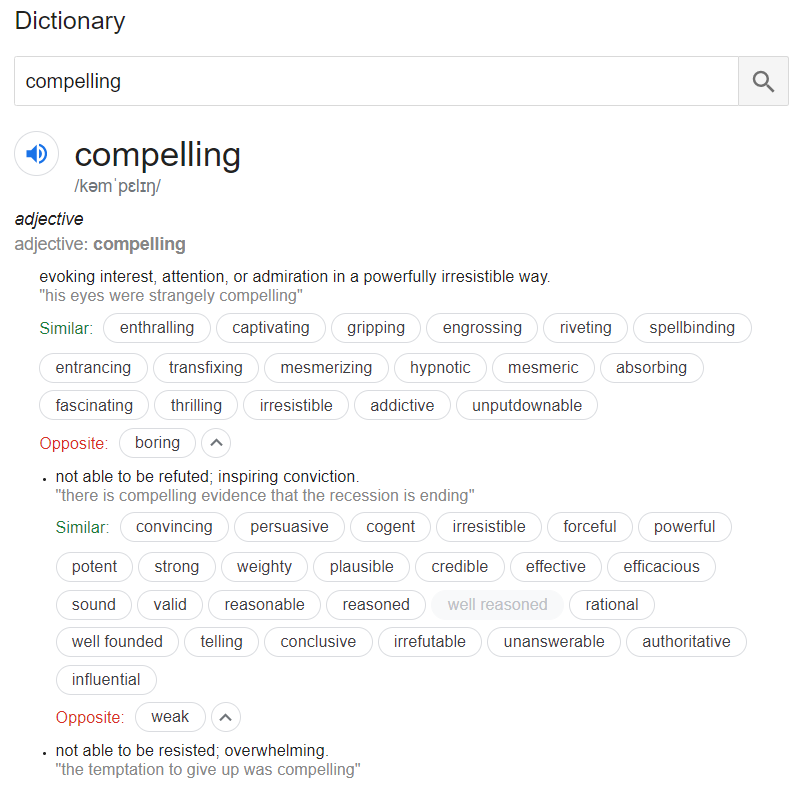 Dictionary
compelling
compelling
/kəmˈpɛlɪŋ/
adjective
adjective: compelling
evoking interest, attention, or admiration in a powerfully irresistible way.
"his eyes were strangely compelling"
Similar: enthralling captivating gripping engrossing riveting spellbinding
entrancing transfixing mesmerizing hypnotic mesmeric absorbing
fascinating thrilling irresistible addictive unputdownable
Opposite: boring
• not able to be refuted; inspiring conviction.
"there is compelling evidence that the recession is ending"
Similar: convincing persuasive cogent irresistible forceful powerful
potent strong weighty plausible credible effective efficacious
sound valid reasonable reasoned well reasoned rational
well founded telling conclusive irrefutable unanswerable authoritative
influential
Opposite: weak
• not able to be resisted; overwhelming.
"the temptation to give up was compelling"